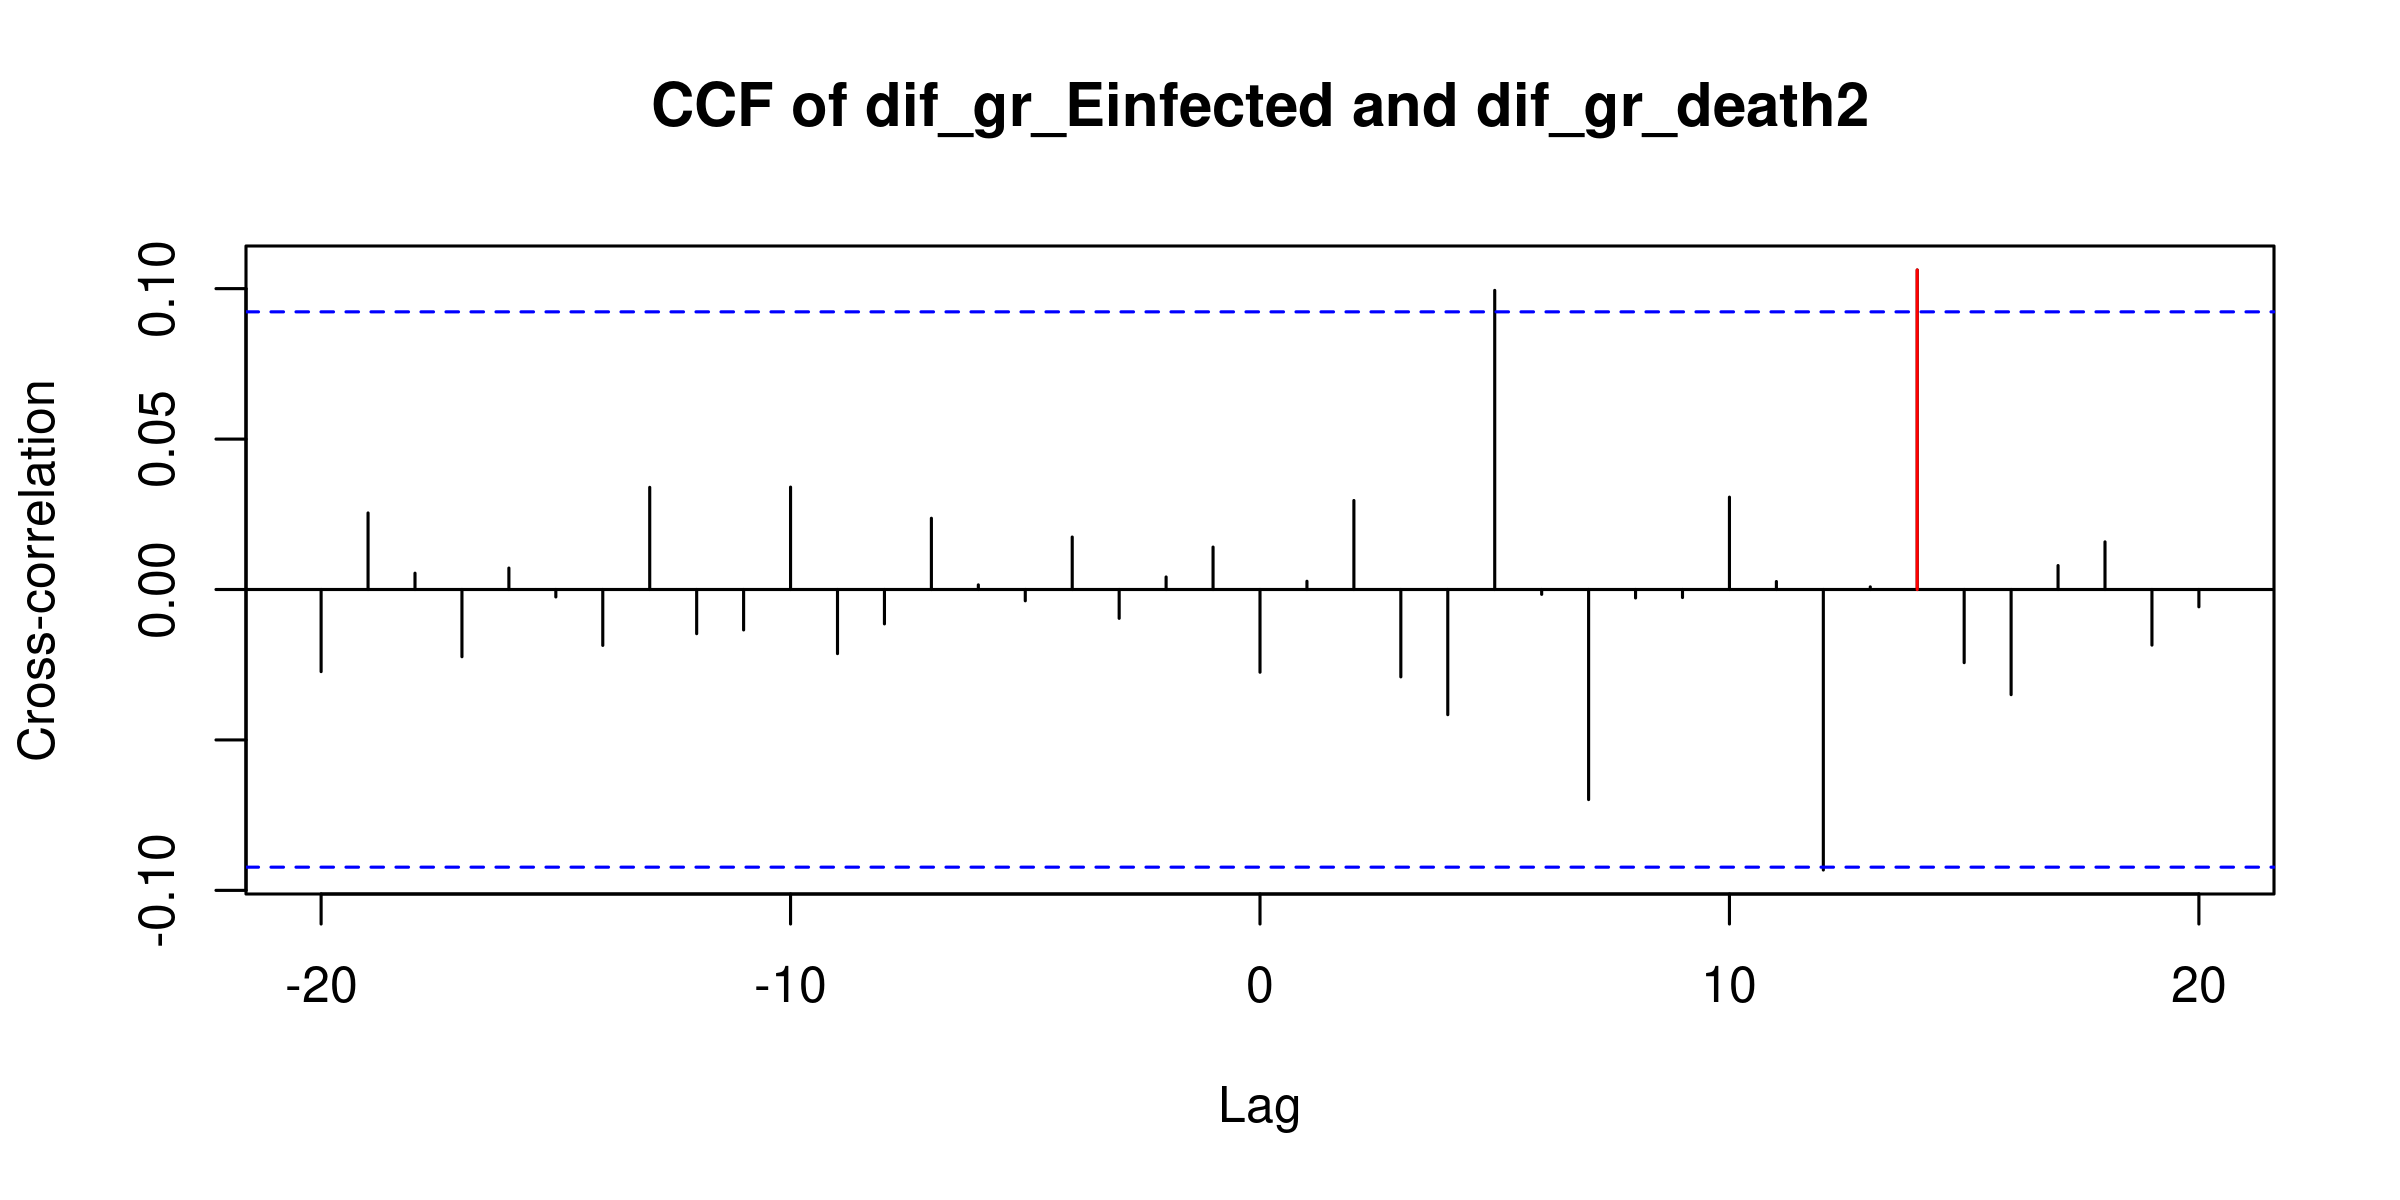 CCF of dif_gr_Einfected and dif_gr_death2
Cross-correlation
0.10
0.05
0.00
-0.10
-20 -10 0 10 20
Lag